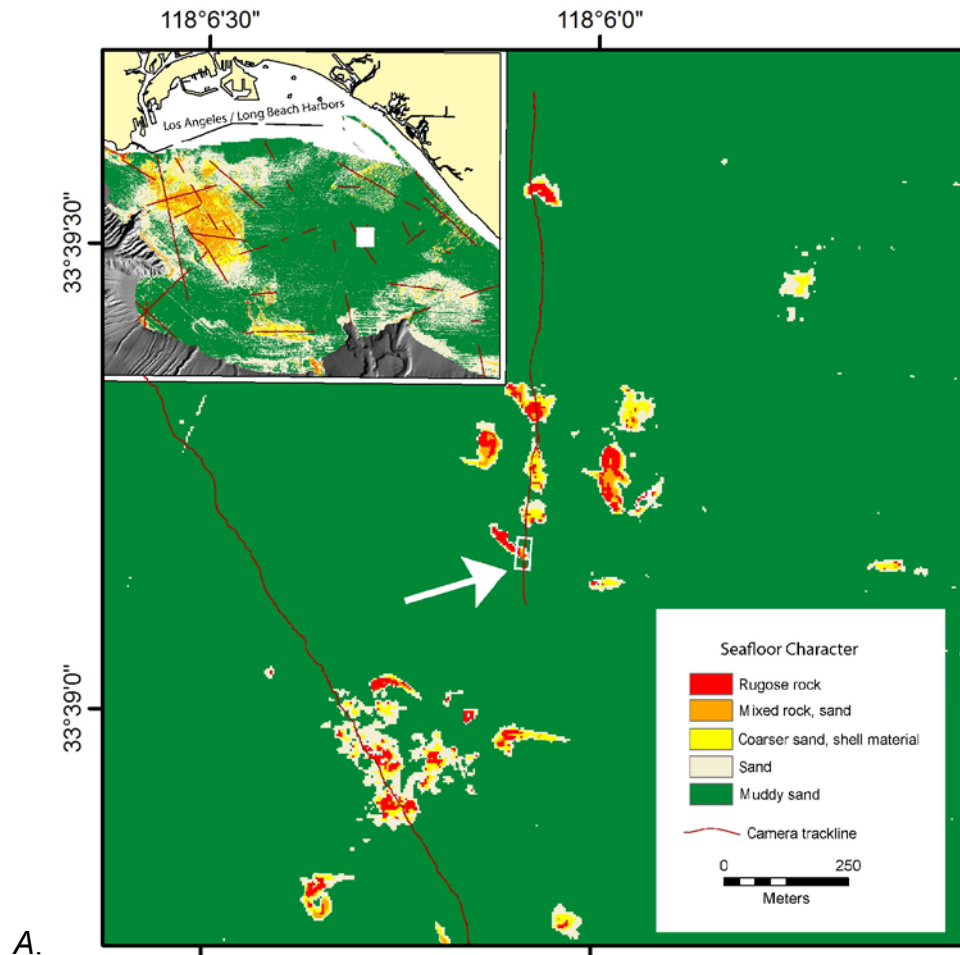 118°6'30"
118°6'0"
Los Angeles / Long Beach Harbors
33°39'30"
33°39'0"
Seafloor Character
Rugose rock
Mixed rock, sand
Coarser sand, shell material
Sand
Muddy sand
Camera trackline
0 250
Meters
A.